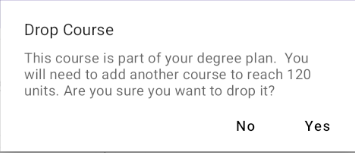 Drop Course
This course is part of your degree plan.  You
will need to add another course to reach 120
units. Are you sure you want to drop it?
No Yes